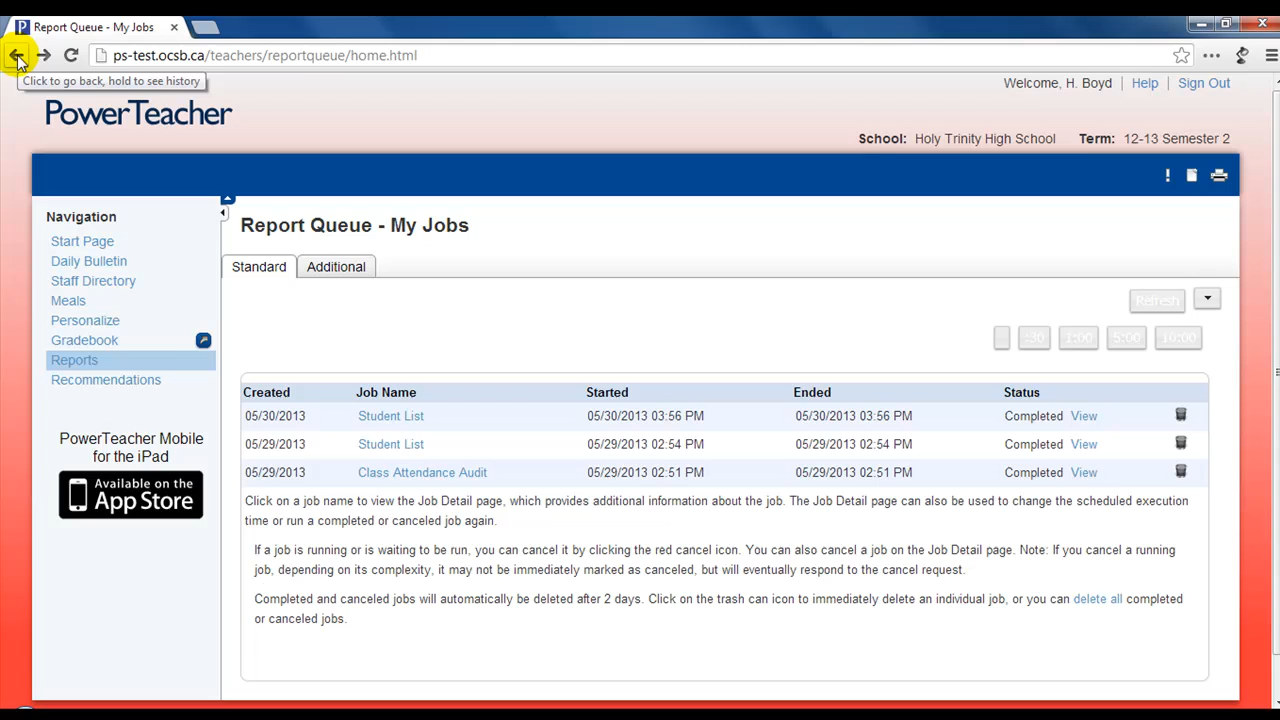 Report Queue - My Jobs
ps-test.ocsb.ca/teachers/reportqueue/home.html
Click to go back, hold to see history
Welcome, H. Boyd | Help | Sign Out
PowerTeacher
School: Holy Trinity High School Term: 12-13 Semester 2
Navigation
Start Page
Daily Bulletin
Staff Directory
Meals
Personalize
Gradebook
Reports
Recommendations
PowerTeacher Mobile
for the iPad
Available on the
App Store
Report Queue - My Jobs
Standard Additional
Refresh
:30 1:00 5:00 10:00
Created Job Name Started Ended Status
05/30/2013 Student List 05/30/2013 03:56 PM 05/30/2013 03:56 PM Completed View
05/29/2013 Student List 05/29/2013 02:54 PM 05/29/2013 02:54 PM Completed View
05/29/2013 Class Attendance Audit 05/29/2013 02:51 PM 05/29/2013 02:51 PM Completed View
Click on a job name to view the Job Detail page, which provides additional information about the job. The Job Detail page can also be used to change the scheduled execution
time or run a completed or canceled job again.
If a job is running or is waiting to be run, you can cancel it by clicking the red cancel icon. You can also cancel a job on the Job Detail page. Note: If you cancel a running
job, depending on its complexity, it may not be immediately marked as canceled, but will eventually respond to the cancel request.
Completed and canceled jobs will automatically be deleted after 2 days. Click on the trash can icon to immediately delete an individual job, or you can delete all completed
or canceled jobs.